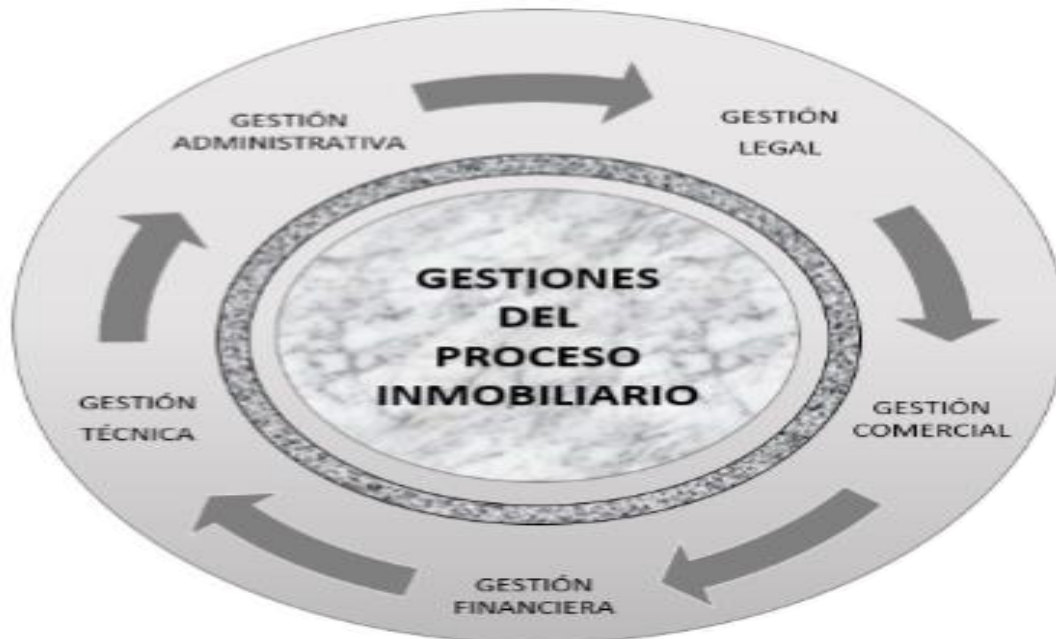 GESTIÓN
ADMINISTRATIVA
GESTIÓN
LEGAL
GESTIONES
DEL
PROCESO
INMOBILIARIO
GESTIÓN
TÉCNICA
GESTIÓN
COMERCIAL
GESTIÓN
FINANCIERA